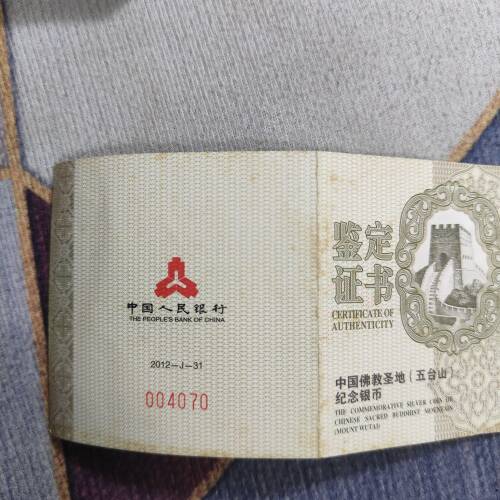 中国人民银行
THE PEOPLE'S BANK OF CHINA
2012-J-31
004070
鉴定
证书
CERTIFICATE OF
AUTHENTICITY
中国佛教圣地(五台山)
纪念银币
THE COMMEMORATIVE SILVER COIN OF
CHINESE SACRED BUDDHIST MOUNTAIN
(MOUNT WUTAI)